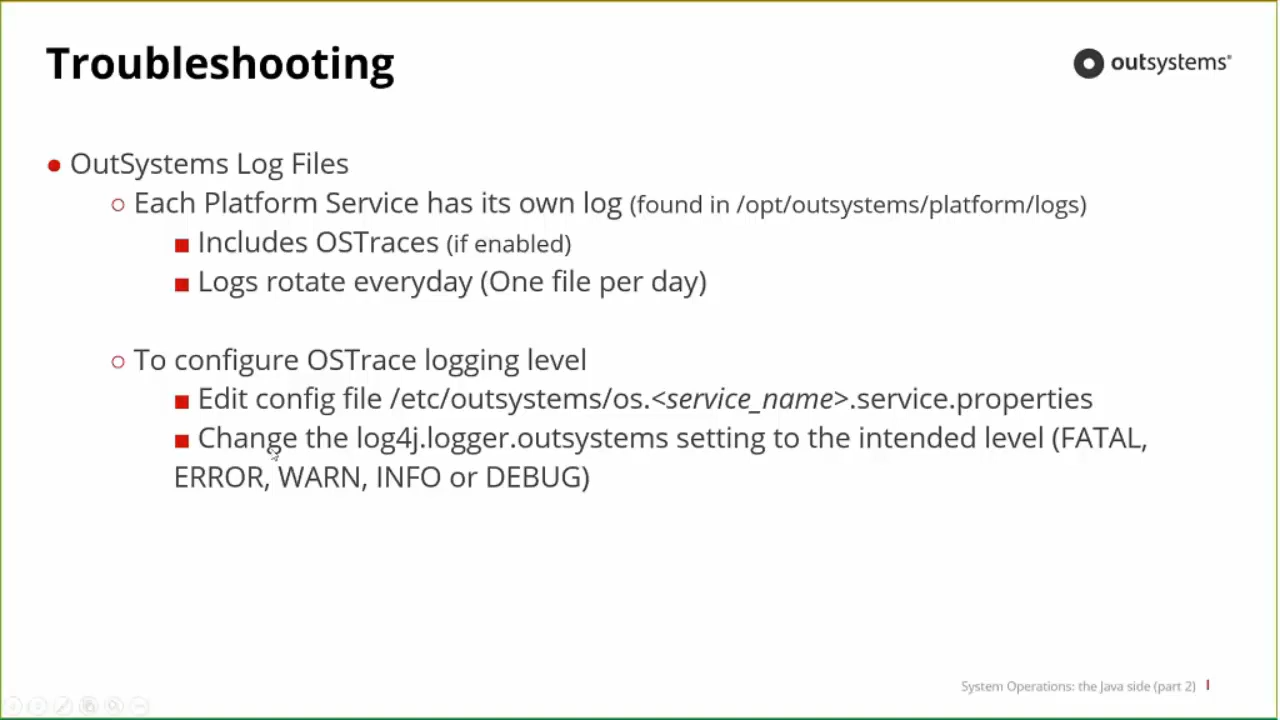 Troubleshooting
outsystems®
● OutSystems Log Files
○ Each Platform Service has its own log (found in /opt/outsystems/platform/logs)
■ Includes OSTraces (if enabled)
■ Logs rotate everyday (One file per day)
○ To configure OSTrace logging level
■ Edit config file /etc/outsystems/os.<service_name>.service.properties
■ Change the log4j.logger.outsystems setting to the intended level (FATAL,
ERROR, WARN, INFO or DEBUG)
System Operations: the Java side (part 2)